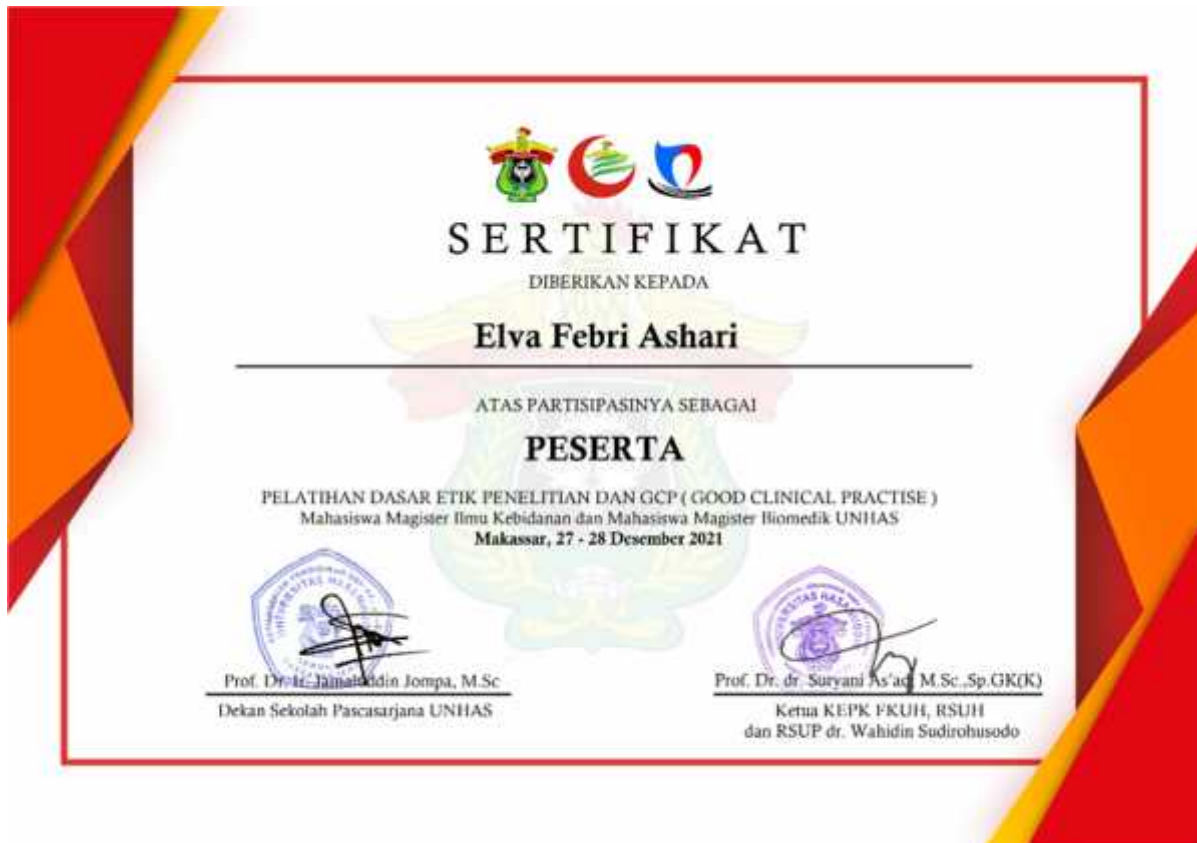 SERTIFIKAT
DIBERIKAN KEPADA
Elva Febri Ashari
ATAS PARTISIPASINYA SEBAGAI
PESERTA
PELATIHAN DASAR ETIK PENELITIAN DAN GCP ( GOOD CLINICAL PRACTISE )
Mahasiswa Magister Ilmu Kebidanan dan Mahasiswa Magister Biomedik UNHAS
Makassar, 27 - 28 Desember 2021
Prof. Dr. Ir. Jamaluddin Jompa, M.Sc
Dekan Sekolah Pascasarjana UNHAS
Prof. Dr. dr. Suryani As'ad, M.Sc.,Sp.GK(K)
Ketua KEPK FKUH, RSUH
dan RSUP dr. Wahidin Sudirohusodo